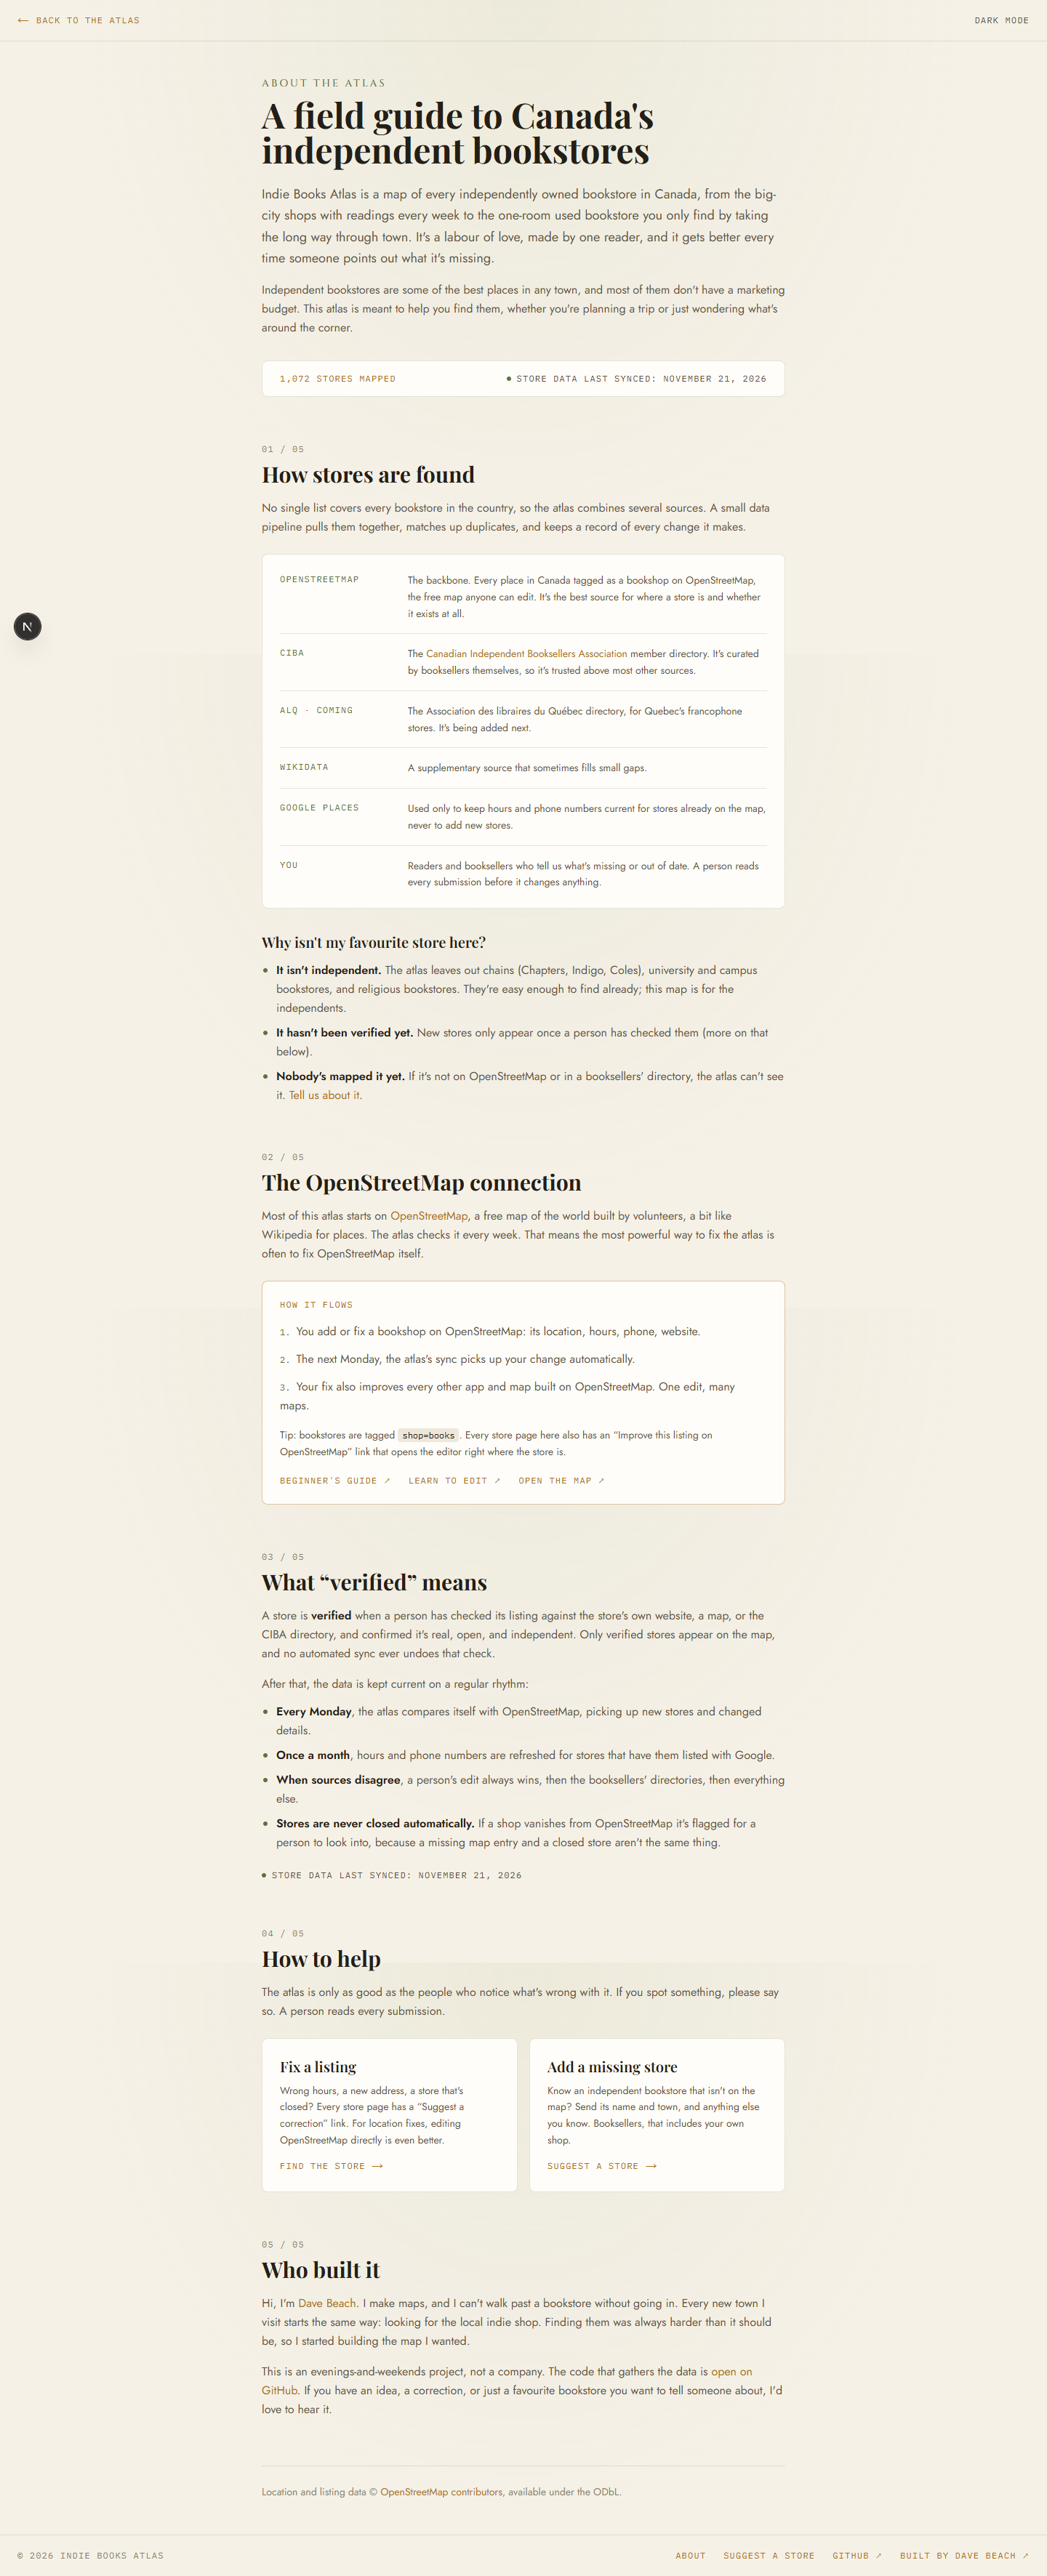 ← BACK TO THE ATLAS
DARK MODE
ABOUT THE ATLAS
A field guide to Canada's
independent bookstores
Indie Books Atlas is a map of every independently owned bookstore in Canada, from the big-
city shops with readings every week to the one-room used bookstore you only find by taking
the long way through town. It's a labour of love, made by one reader, and it gets better every
time someone points out what it's missing.
Independent bookstores are some of the best places in any town, and most of them don't have a marketing
budget. This atlas is meant to help you find them, whether you're planning a trip or just wondering what's
around the corner.
1,072 STORES MAPPED
STORE DATA LAST SYNCED: NOVEMBER 21, 2026
01 / 05
How stores are found
No single list covers every bookstore in the country, so the atlas combines several sources. A small data
pipeline pulls them together, matches up duplicates, and keeps a record of every change it makes.
OPENSTREETMAP
The backbone. Every place in Canada tagged as a bookshop on OpenStreetMap,
the free map anyone can edit. It's the best source for where a store is and whether
it exists at all.
N
CIBA
The Canadian Independent Booksellers Association member directory. It's curated
by booksellers themselves, so it's trusted above most other sources.
ALQ · COMING
The Association des libraires du Québec directory, for Quebec's francophone
stores. It's being added next.
WIKIDATA
A supplementary source that sometimes fills small gaps.
GOOGLE PLACES
Used only to keep hours and phone numbers current for stores already on the map,
never to add new stores.
YOU
Readers and booksellers who tell us what's missing or out of date. A person reads
every submission before it changes anything.
Why isn't my favourite store here?
It isn't independent. The atlas leaves out chains (Chapters, Indigo, Coles), university and campus
bookstores, and religious bookstores. They're easy enough to find already; this map is for the
independents.
It hasn't been verified yet. New stores only appear once a person has checked them (more on that
below).
Nobody's mapped it yet. If it's not on OpenStreetMap or in a booksellers' directory, the atlas can't see
it. Tell us about it.
02 / 05
The OpenStreetMap connection
Most of this atlas starts on OpenStreetMap, a free map of the world built by volunteers, a bit like
Wikipedia for places. The atlas checks it every week. That means the most powerful way to fix the atlas is
often to fix OpenStreetMap itself.
HOW IT FLOWS
1. You add or fix a bookshop on OpenStreetMap: its location, hours, phone, website.
2. The next Monday, the atlas's sync picks up your change automatically.
3. Your fix also improves every other app and map built on OpenStreetMap. One edit, many
maps.
Tip: bookstores are tagged shop=books. Every store page here also has an “Improve this listing on
OpenStreetMap” link that opens the editor right where the store is.
BEGINNER'S GUIDE ↗ LEARN TO EDIT ↗ OPEN THE MAP ↗
03 / 05
What “verified” means
A store is verified when a person has checked its listing against the store's own website, a map, or the
CIBA directory, and confirmed it's real, open, and independent. Only verified stores appear on the map,
and no automated sync ever undoes that check.
After that, the data is kept current on a regular rhythm:
Every Monday, the atlas compares itself with OpenStreetMap, picking up new stores and changed
details.
Once a month, hours and phone numbers are refreshed for stores that have them listed with Google.
When sources disagree, a person's edit always wins, then the booksellers' directories, then everything
else.
Stores are never closed automatically. If a shop vanishes from OpenStreetMap it's flagged for a
person to look into, because a missing map entry and a closed store aren't the same thing.
STORE DATA LAST SYNCED: NOVEMBER 21, 2026
04 / 05
How to help
The atlas is only as good as the people who notice what's wrong with it. If you spot something, please say
so. A person reads every submission.
Fix a listing
Wrong hours, a new address, a store that's
closed? Every store page has a “Suggest a
correction” link. For location fixes, editing
OpenStreetMap directly is even better.
FIND THE STORE →
Add a missing store
Know an independent bookstore that isn't on the
map? Send its name and town, and anything else
you know. Booksellers, that includes your own
shop.
SUGGEST A STORE →
05 / 05
Who built it
Hi, I'm Dave Beach. I make maps, and I can't walk past a bookstore without going in. Every new town I
visit starts the same way: looking for the local indie shop. Finding them was always harder than it should
be, so I started building the map I wanted.
This is an evenings-and-weekends project, not a company. The code that gathers the data is open on
GitHub. If you have an idea, a correction, or just a favourite bookstore you want to tell someone about, I'd
love to hear it.
Location and listing data © OpenStreetMap contributors, available under the ODbL.
© 2026 INDIE BOOKS ATLAS
ABOUT SUGGEST A STORE GITHUB ↗ BUILT BY DAVE BEACH ↗